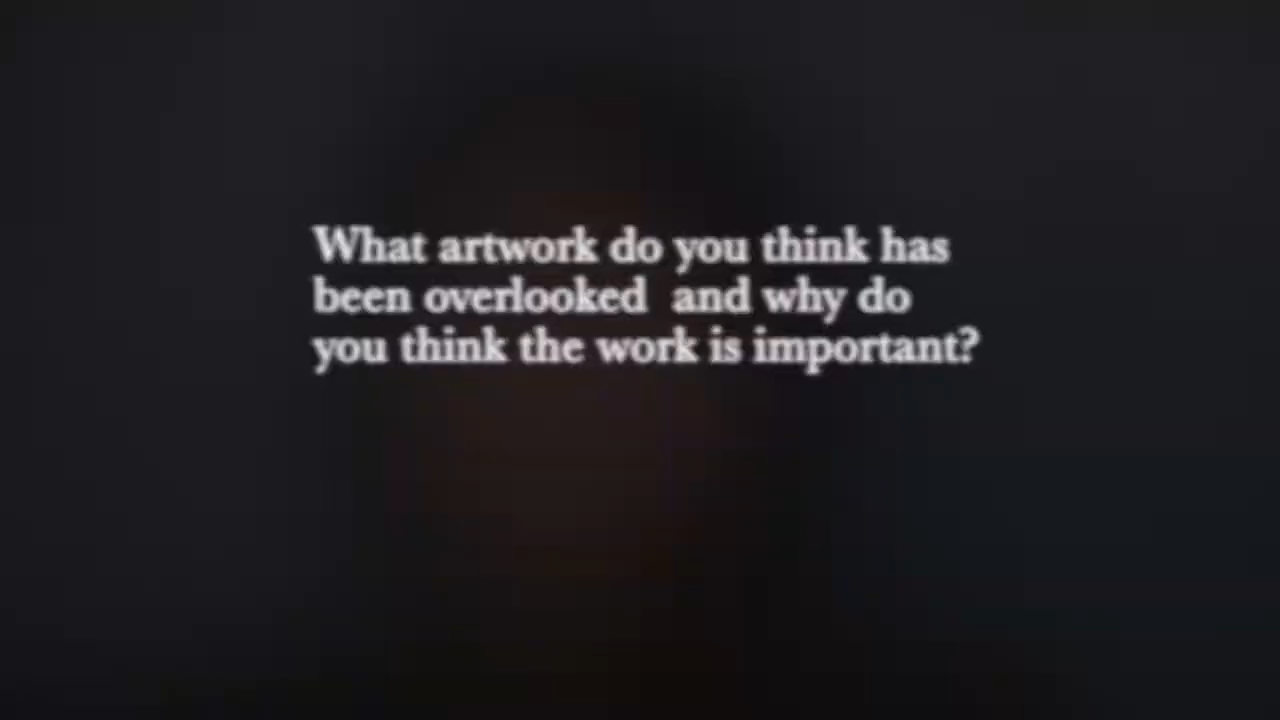 What artwork do you think has
been overlooked  and why do
you think the work is important?